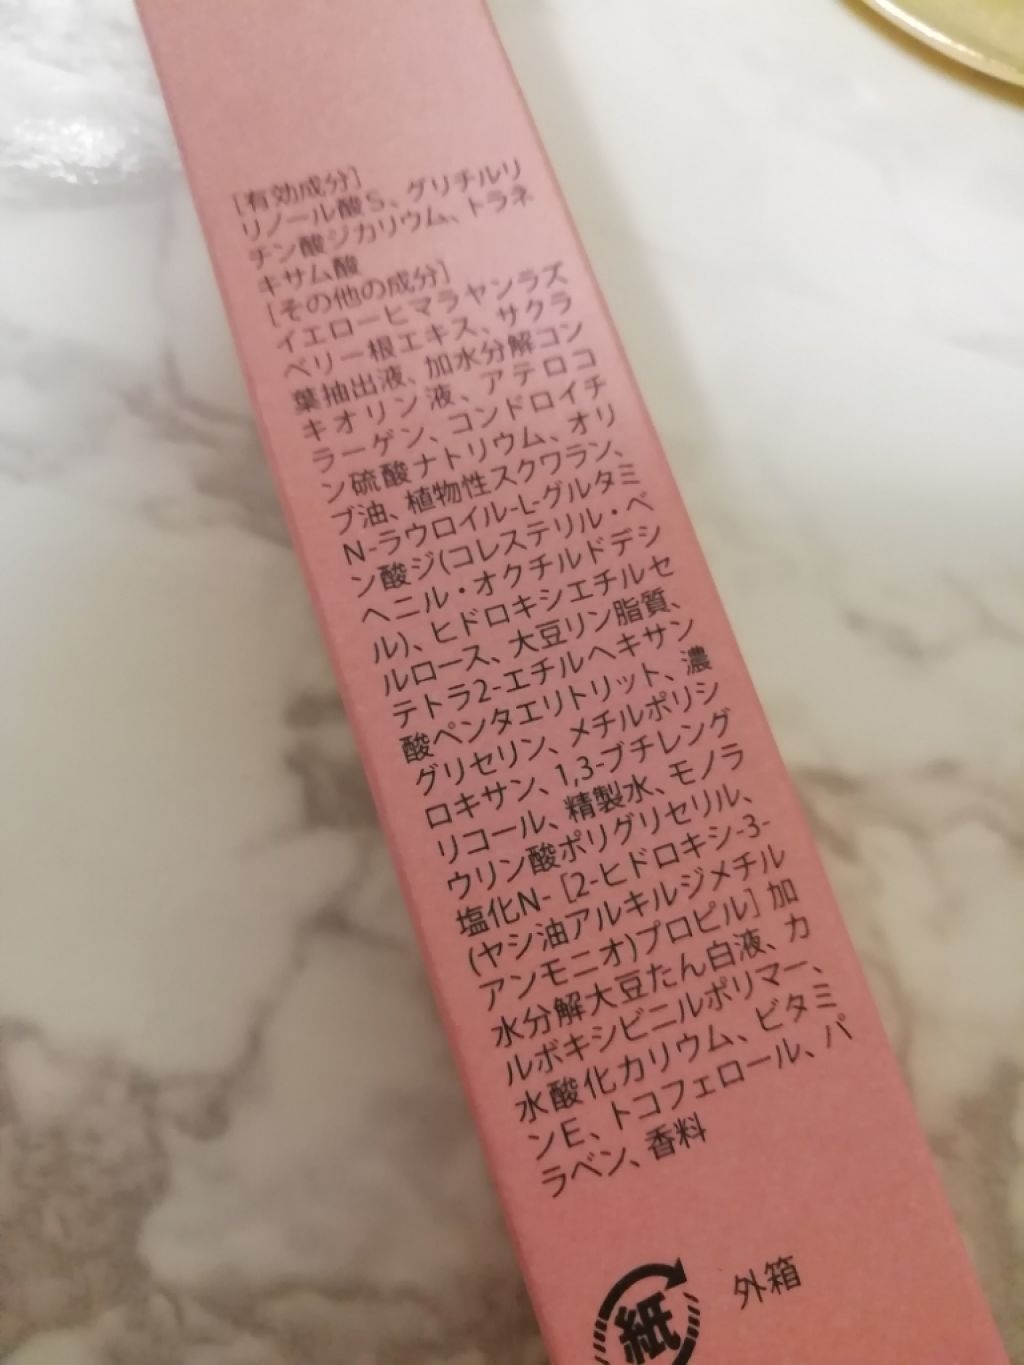 [有効成分]
リノール酸S、グリチルリ
チン酸ジカリウム、トラネ
キサム酸
[その他の成分]
イエローヒマラヤンラズ
ベリー根エキス、サクラ
葉抽出液、加水分解コン
キオリン液、アテロコ
ラーゲン、コンドロイチ
ン硫酸ナトリウム、オリ
ブ油、植物性スクワラン、
N-ラウロイル-L-グルタミ
ン酸ジ(コレステリル・ベ
ヘニル・オクチルドデシ
ル)、ヒドロキシエチルセ
ルロース、大豆リン脂質、
テトラ2-エチルヘキサン
酸ペンタエリトリット、濃
グリセリン、メチルポリシ
ロキサン、1,3-ブチレング
リコール、精製水、モノラ
ウリン酸ポリグリセリル、
塩化N-[2-ヒドロキシ-3-
(ヤシ油アルキルジメチル
アンモニオ)プロピル]加
水分解大豆たん白液、カ
ルボキシビニルポリマー、
水酸化カリウム、ビタミ
ンE、トコフェロール、パ
ラベン、香料
紙
外箱